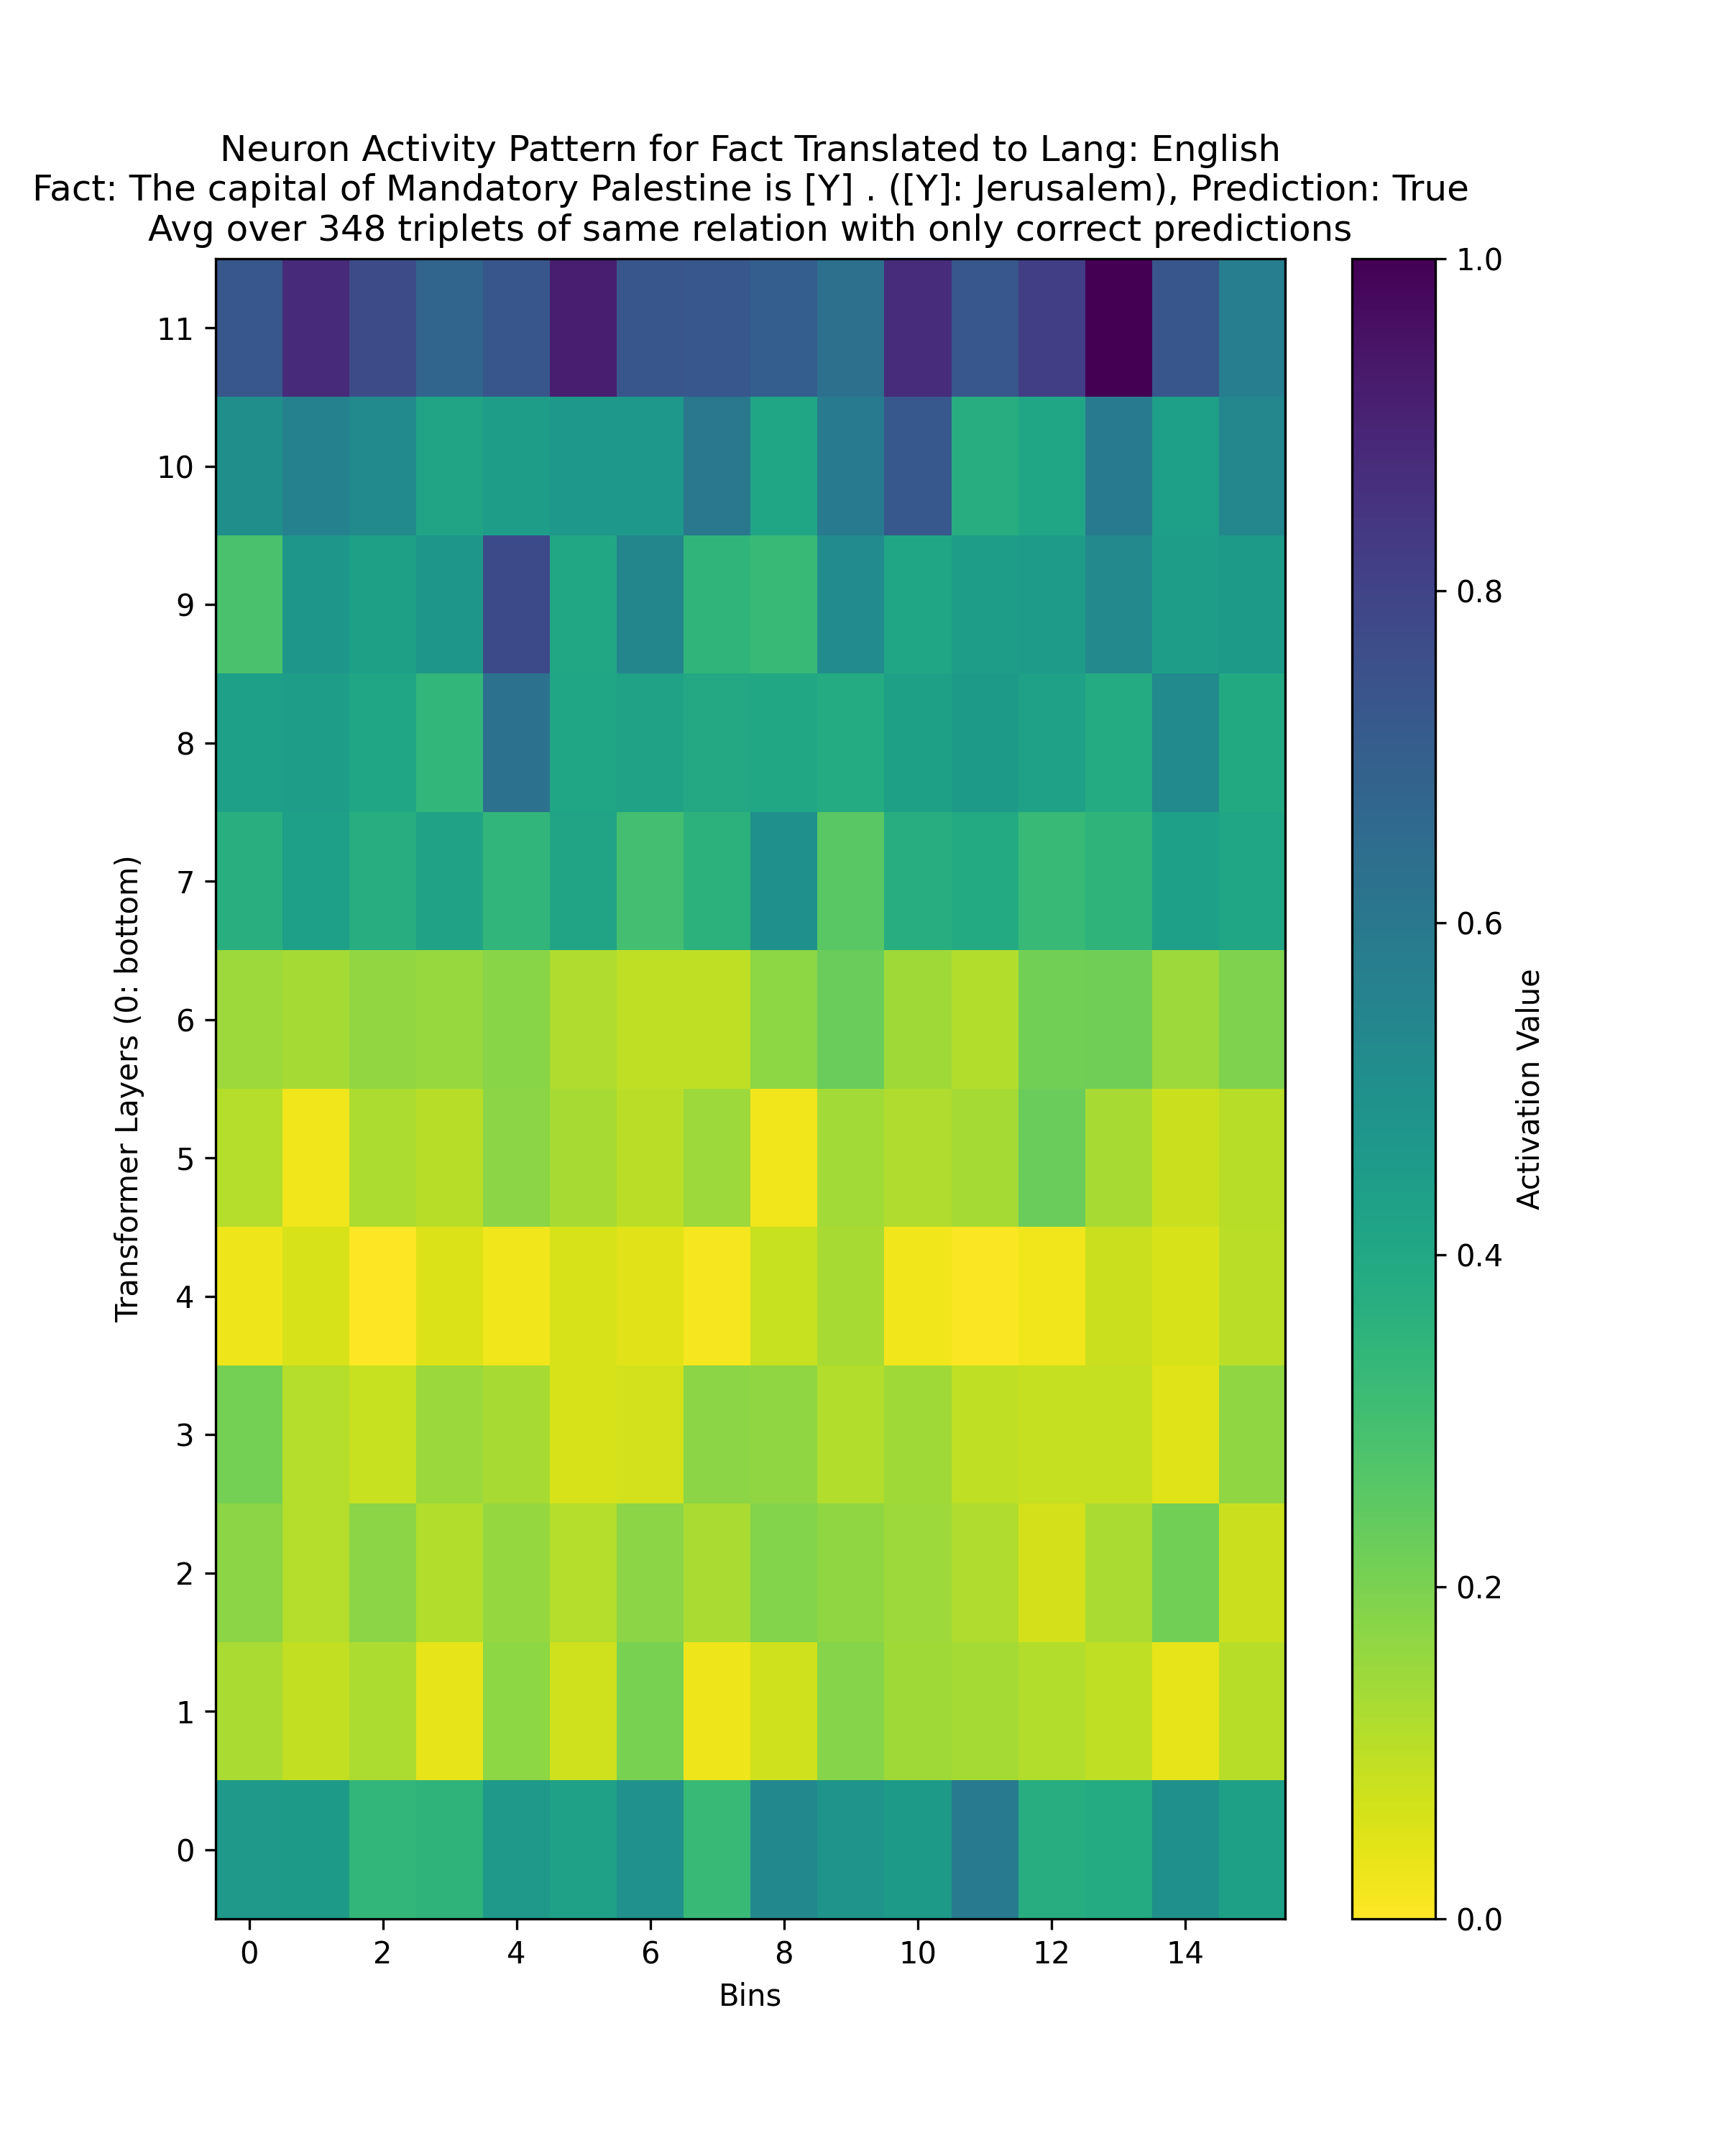 Neuron Activity Pattern for Fact Translated to Lang: English
Fact: The capital of Mandatory Palestine is [Y] . ([Y]: Jerusalem), Prediction: True
Avg over 348 triplets of same relation with only correct predictions
11
10
9
8
7
6
5
4
3
2
1
0
Transformer Layers (0: bottom)
0 2 4 6 8 10 12 14
Bins
1.0
0.8
0.6
0.4
0.2
0.0
Activation Value